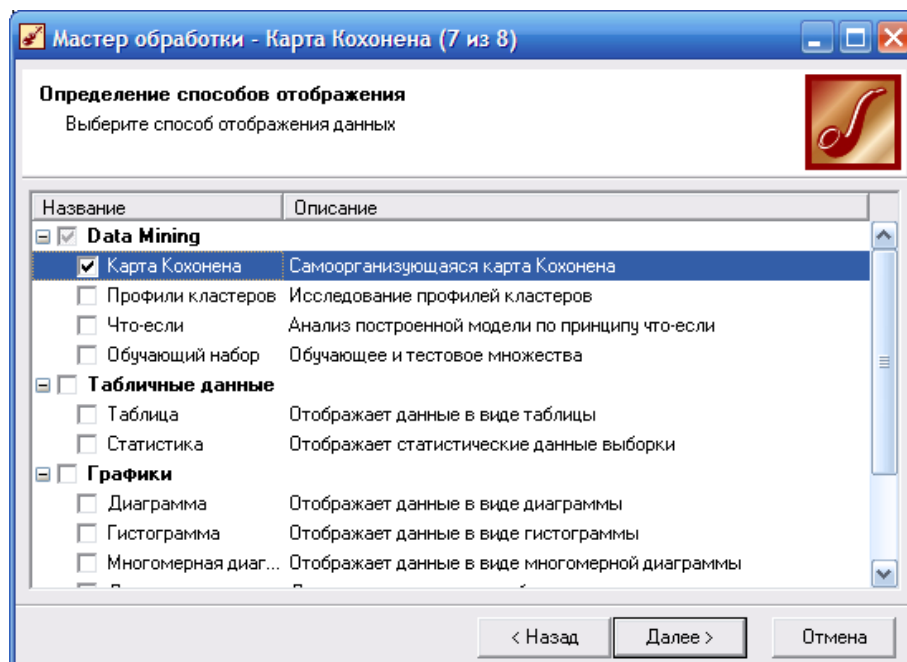 Мастер обработки - Карта Кохонена (7 из 8)
Определение способов отображения
Выберите способ отображения данных
Название Описание
Data Mining
Карта Кохонена Самоорганизующаяся карта Кохонена
Профили кластеров Исследование профилей кластеров
Что-если Анализ построенной модели по принципу что-если
Обучающий набор Обучающее и тестовое множества
Табличные данные
Таблица Отображает данные в виде таблицы
Статистика Отображает статистические данные выборки
Графики
Диаграмма Отображает данные в виде диаграммы
Гистограмма Отображает данные в виде гистограммы
Многомерная диаг... Отображает данные в виде многомерной диаграммы
< Назад Далее > Отмена